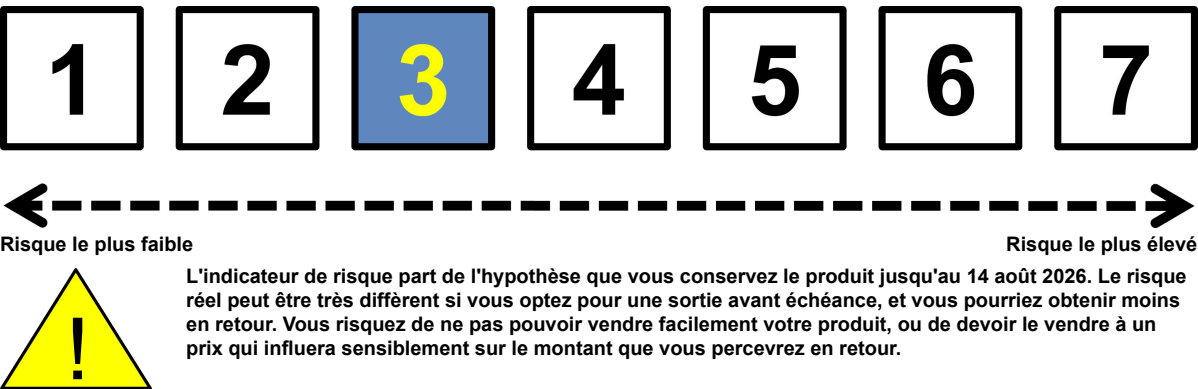 1 2 3 4 5 6 7
Risque le plus faible Risque le plus élevé
L'indicateur de risque part de l'hypothèse que vous conservez le produit jusqu'au 14 août 2026. Le risque
réel peut être très diffèrent si vous optez pour une sortie avant échéance, et vous pourriez obtenir moins
en retour. Vous risquez de ne pas pouvoir vendre facilement votre produit, ou de devoir le vendre à un
prix qui influera sensiblement sur le montant que vous percevrez en retour.
!